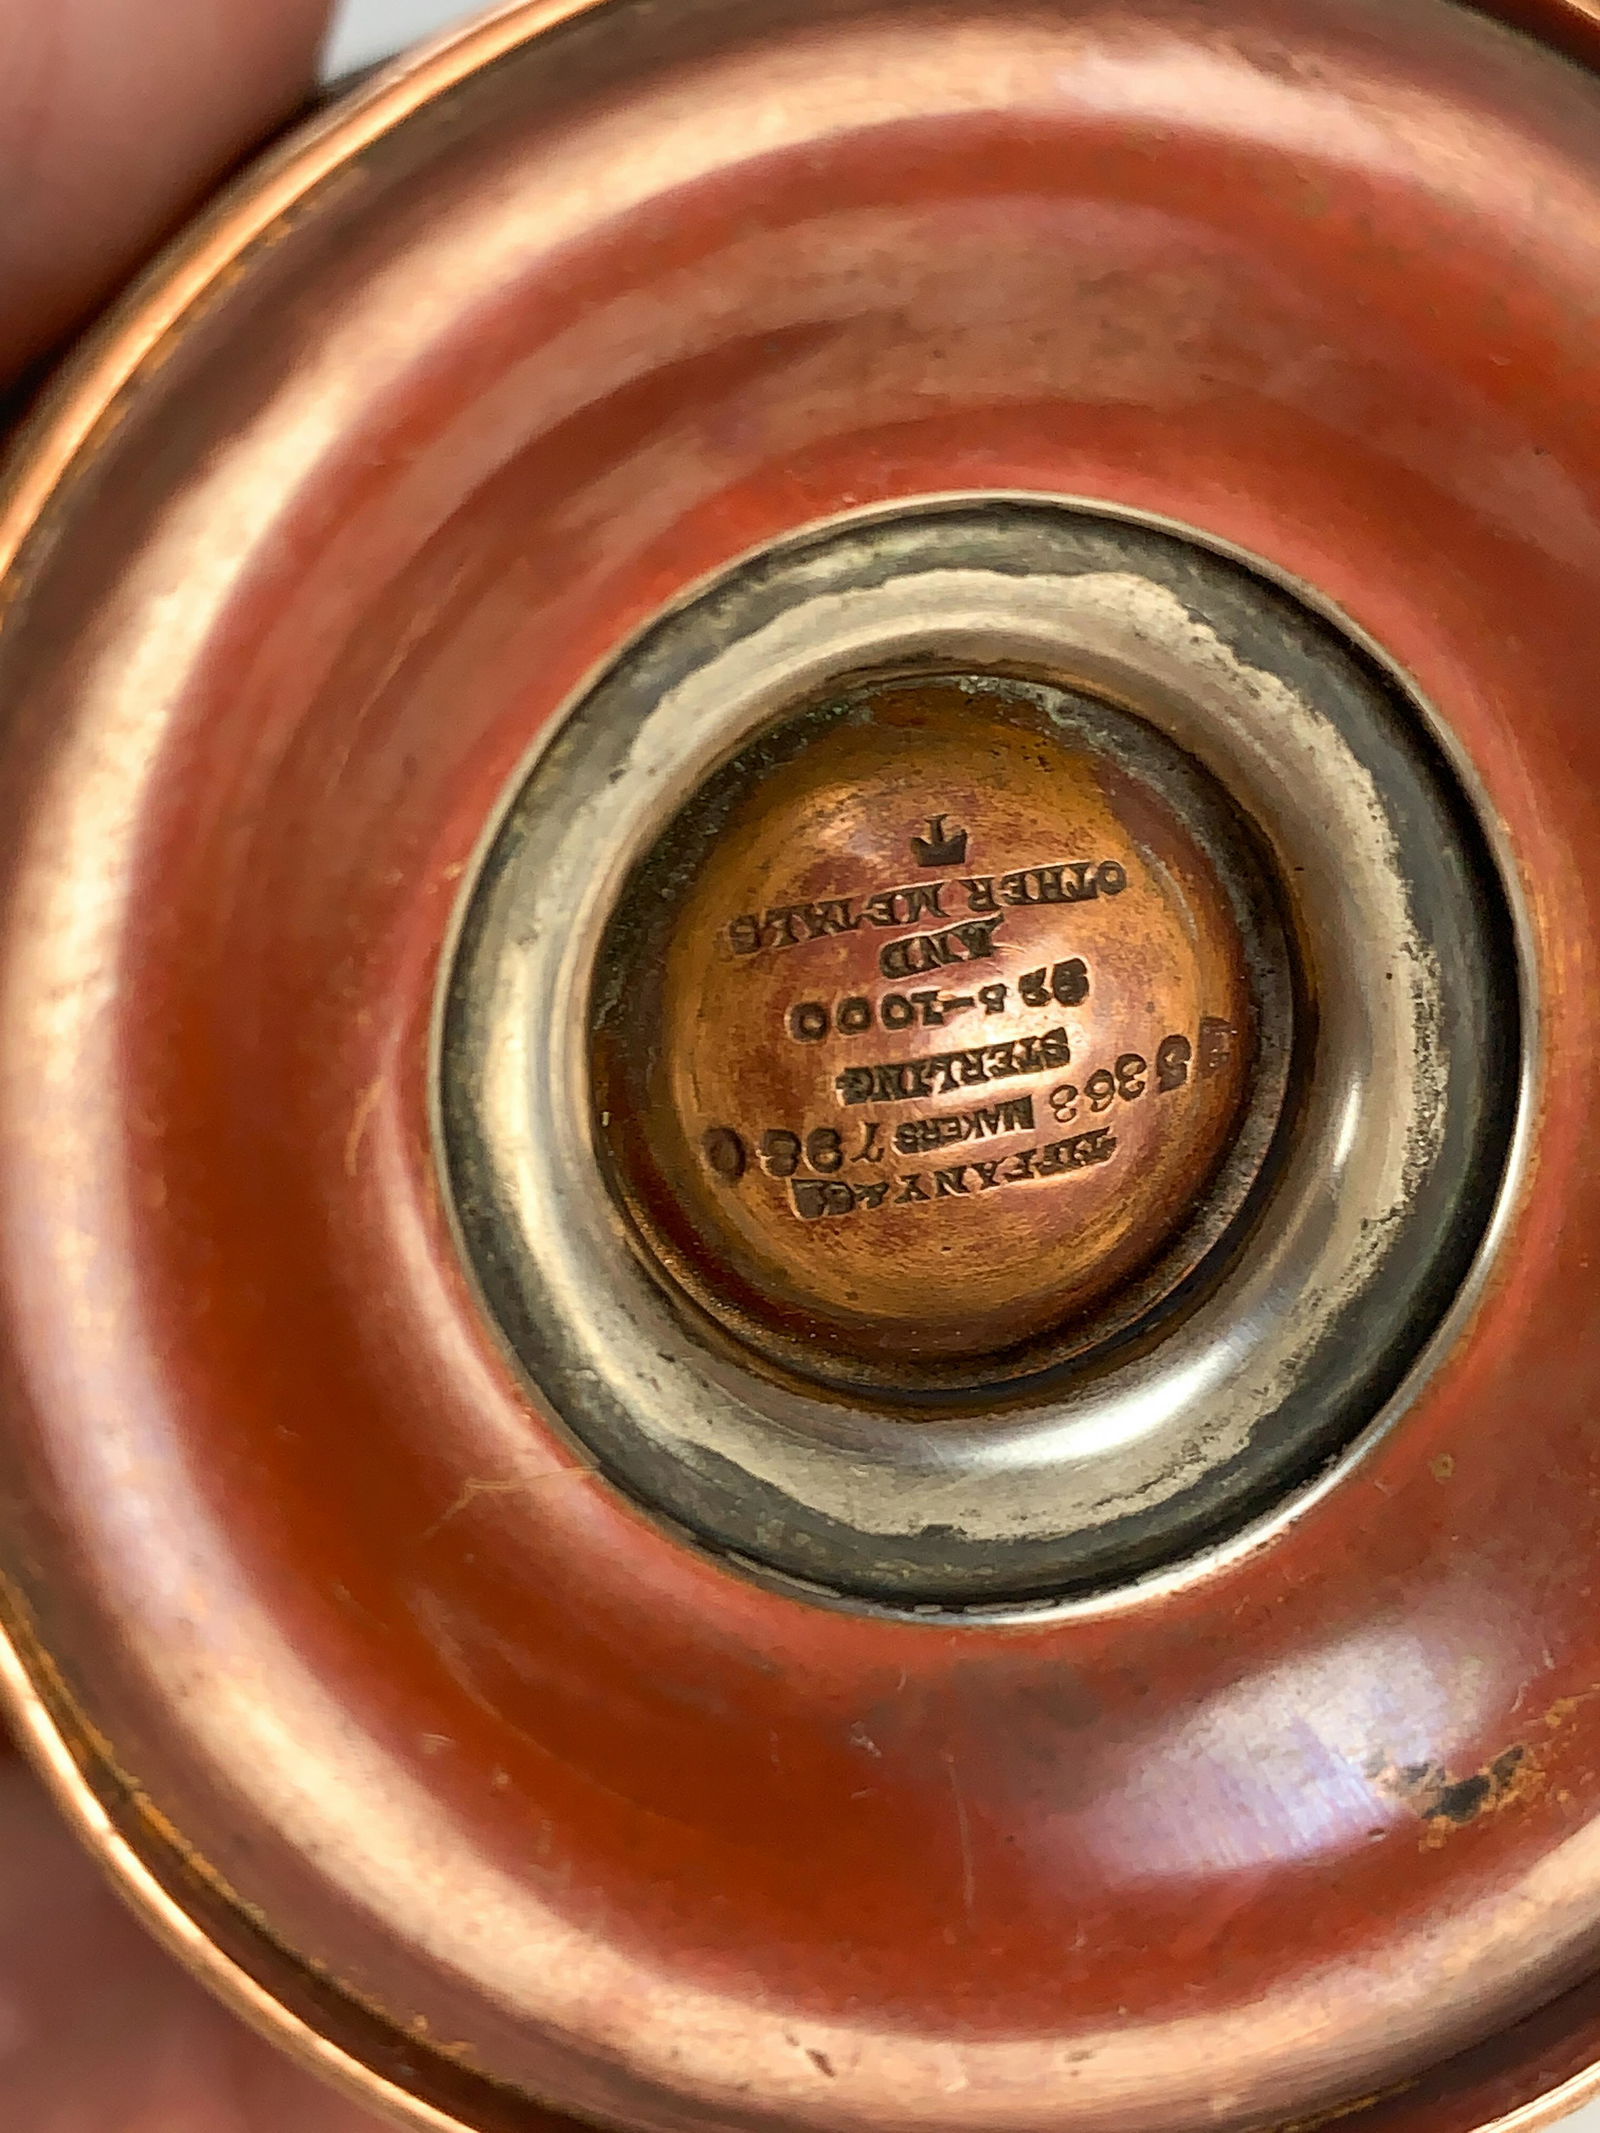 TIFFANY & Co
5363 MAKERS 7980
STERLING
925-1000
AND
OTHER METALS
T